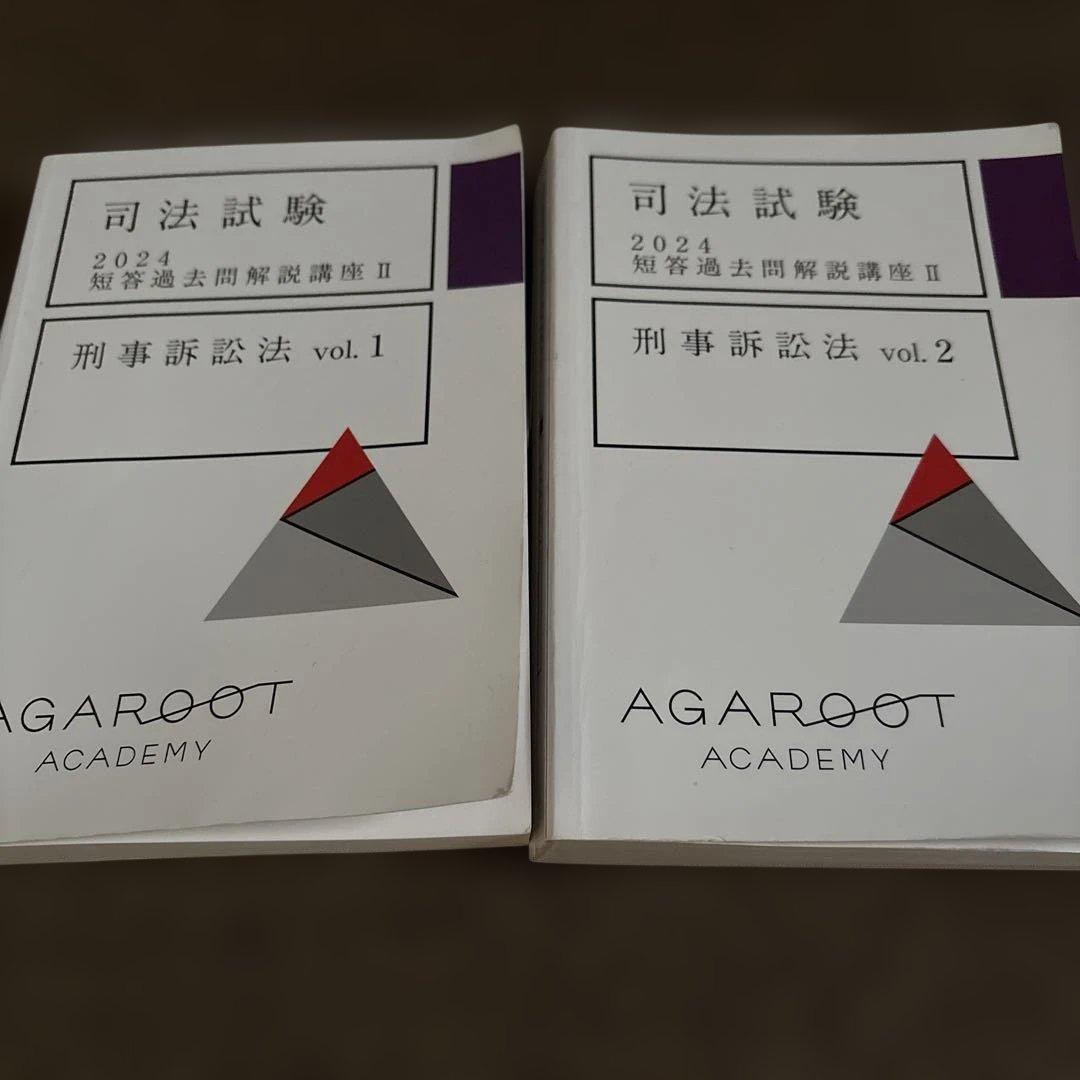 司法試験
2024
短答過去問解説講座Ⅱ
刑事訴訟法 vol.1
AGAROOT
ACADEMY
司法試験
2024
短答過去問解説講座Ⅱ
刑事訴訟法 vol.2
AGAROOT
ACADEMY